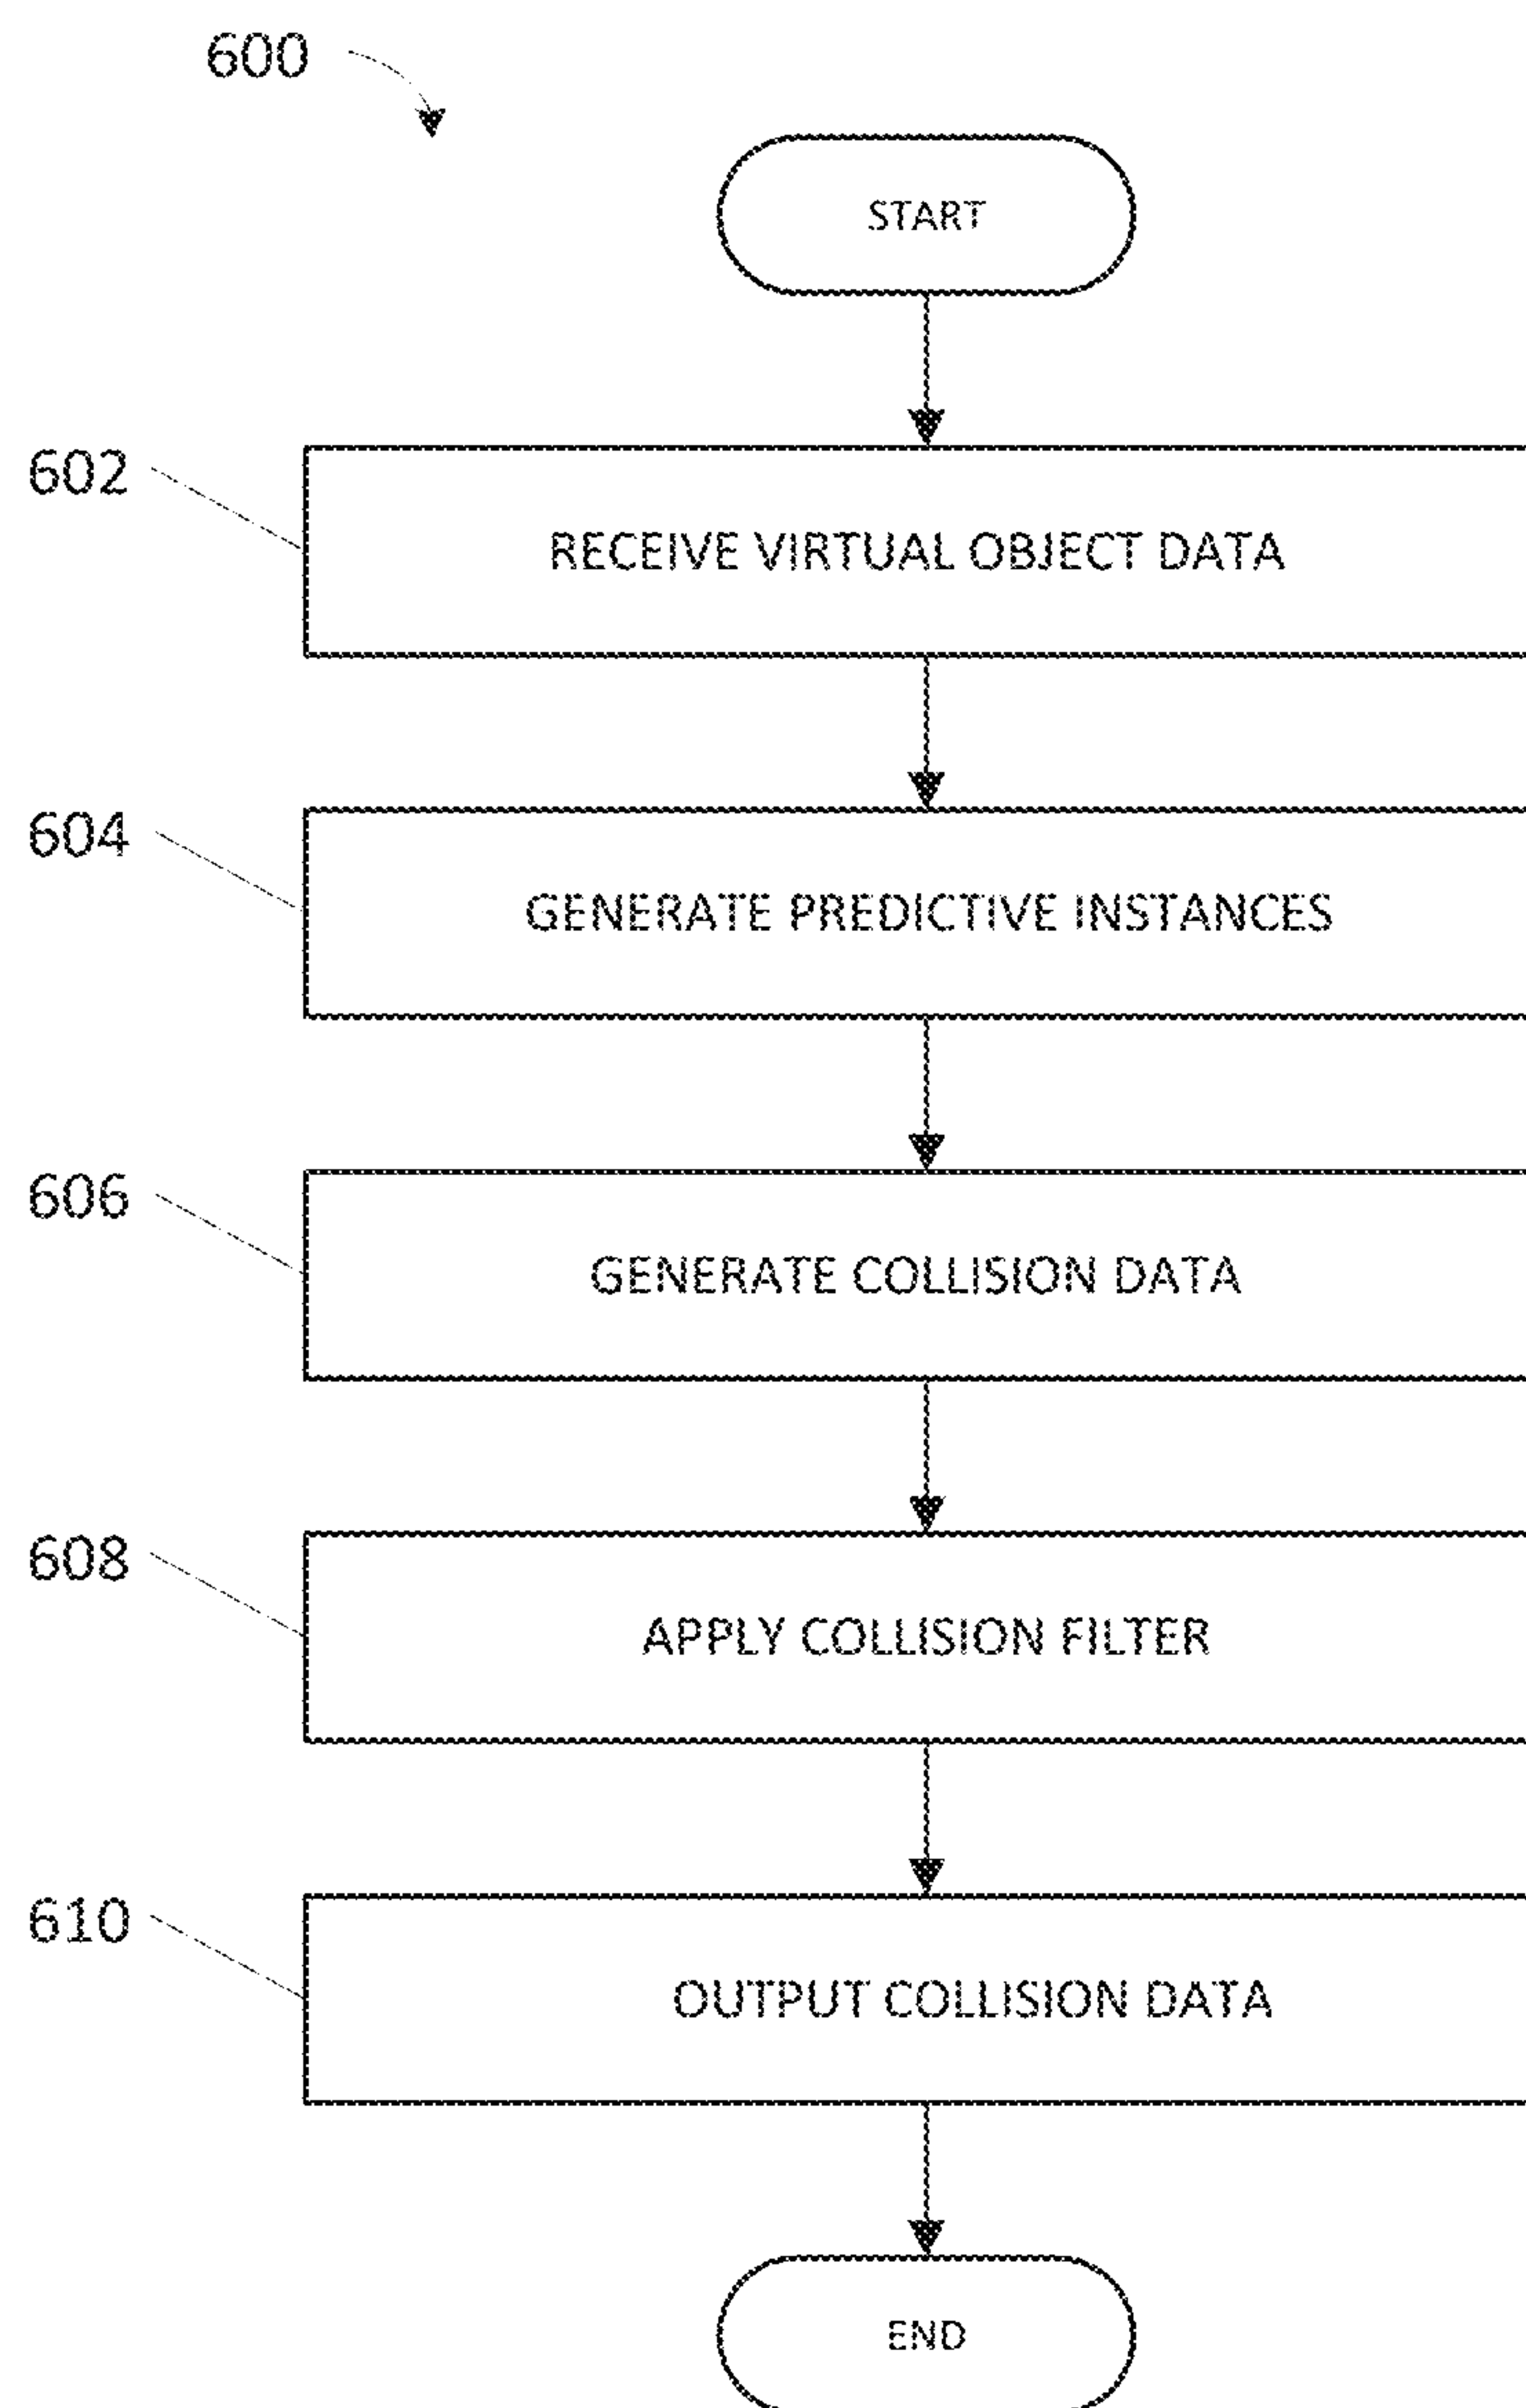 600
START
602
RECEIVE VIRTUAL OBJECT DATA
604
GENERATE PREDICTIVE INSTANCES
606
GENERATE COLLISION DATA
608
APPLY COLLISION FILTER
610
OUTPUT COLLISION DATA
END